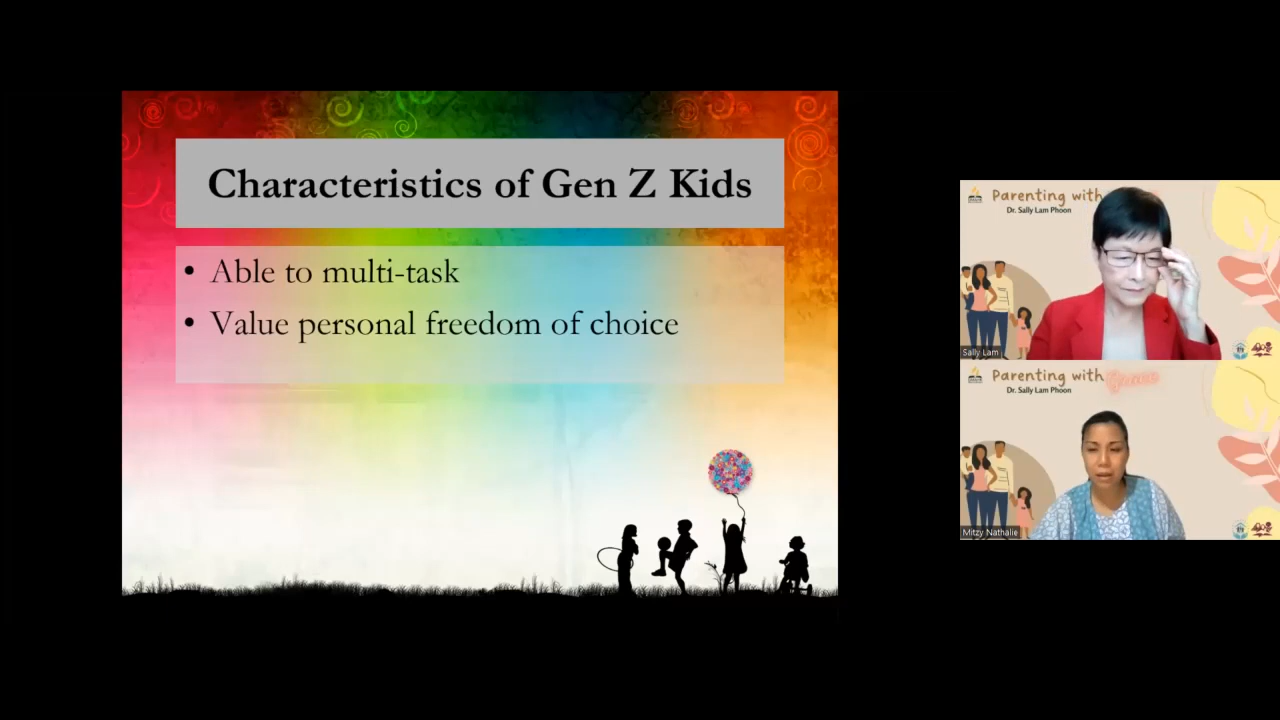 Characteristics of Gen Z Kids
• Able to multi-task
• Value personal freedom of choice
Parenting with
Dr. Sally Lam Phoon
Sally Lam
Parenting with Grace
Dr. Sally Lam Phoon
Mitzy Nathalie